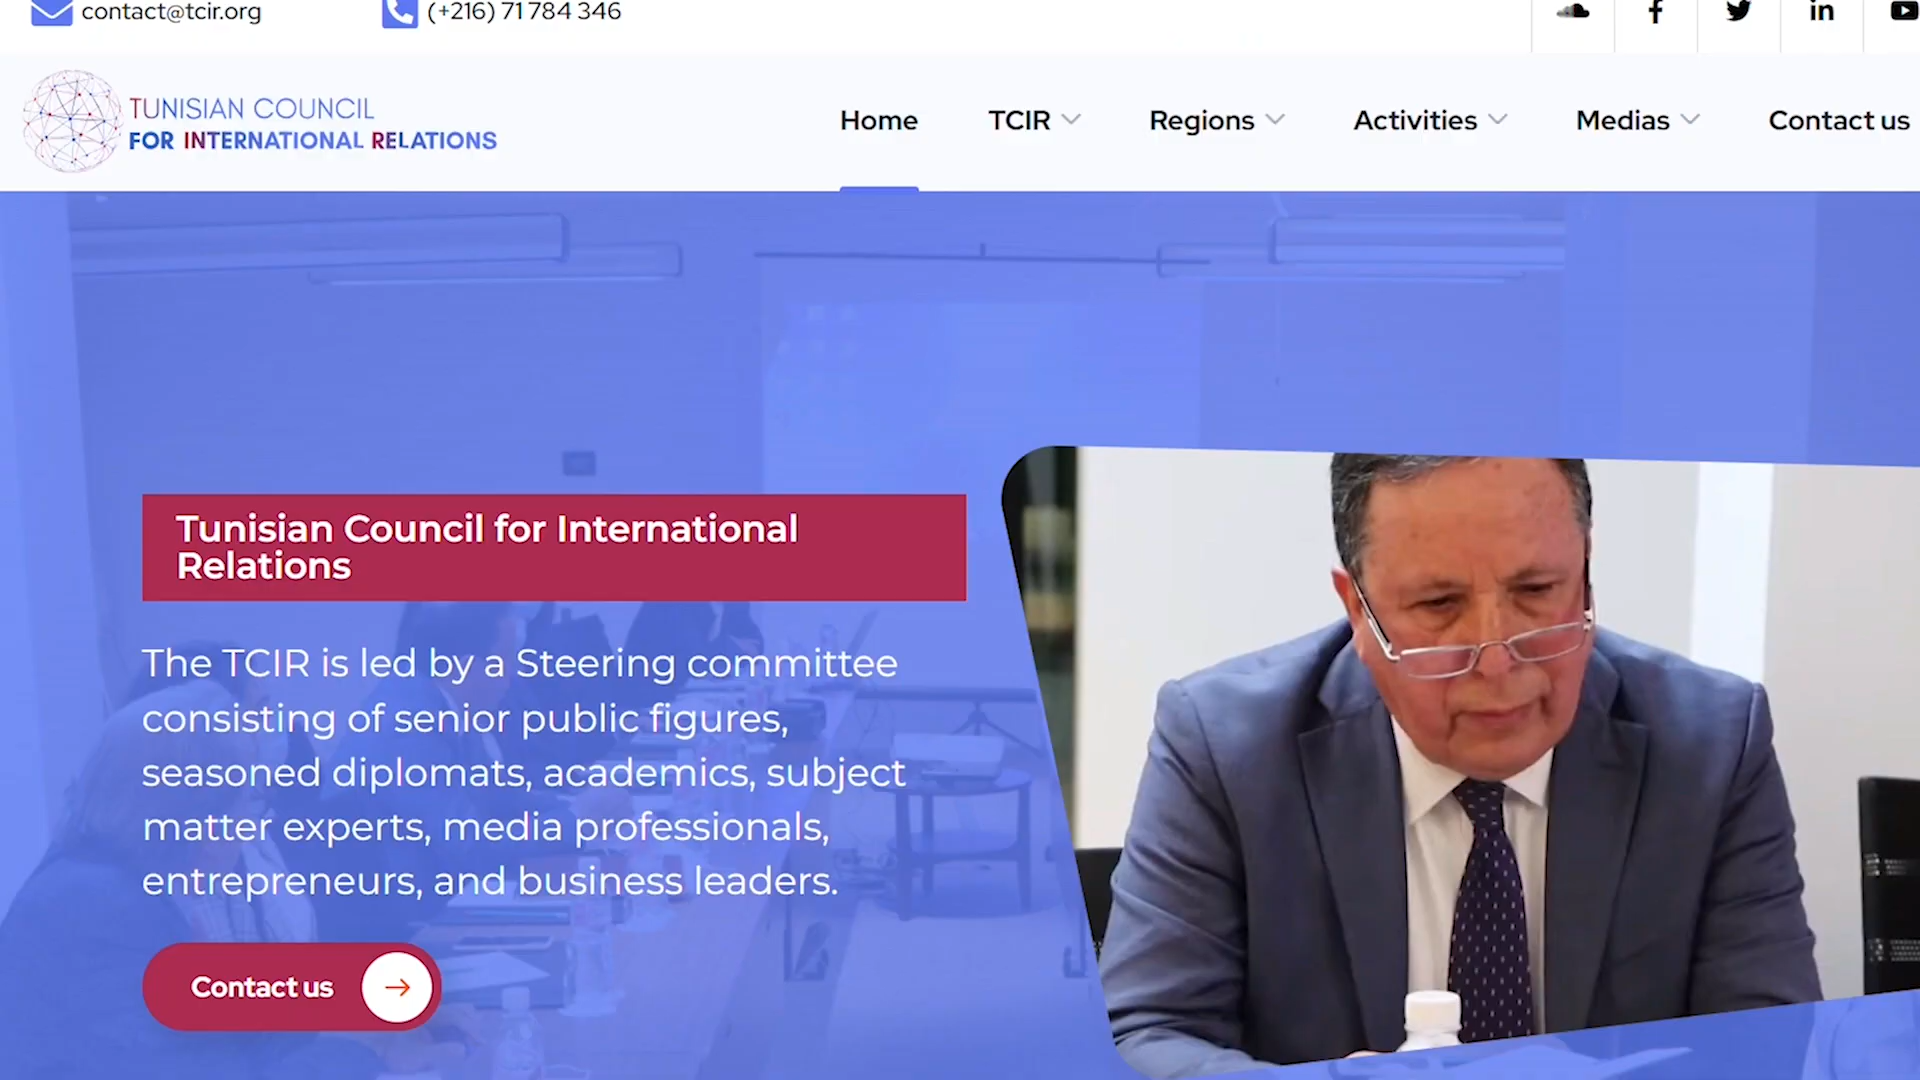 contact@tcir.org
(+216) 71 784 346
TUNISIAN COUNCIL
FOR INTERNATIONAL RELATIONS
Home
TCIR
Regions
Activities
Medias
Contact us
Tunisian Council for International
Relations
The TCIR is led by a Steering committee
consisting of senior public figures,
seasoned diplomats, academics, subject
matter experts, media professionals,
entrepreneurs, and business leaders.
Contact us